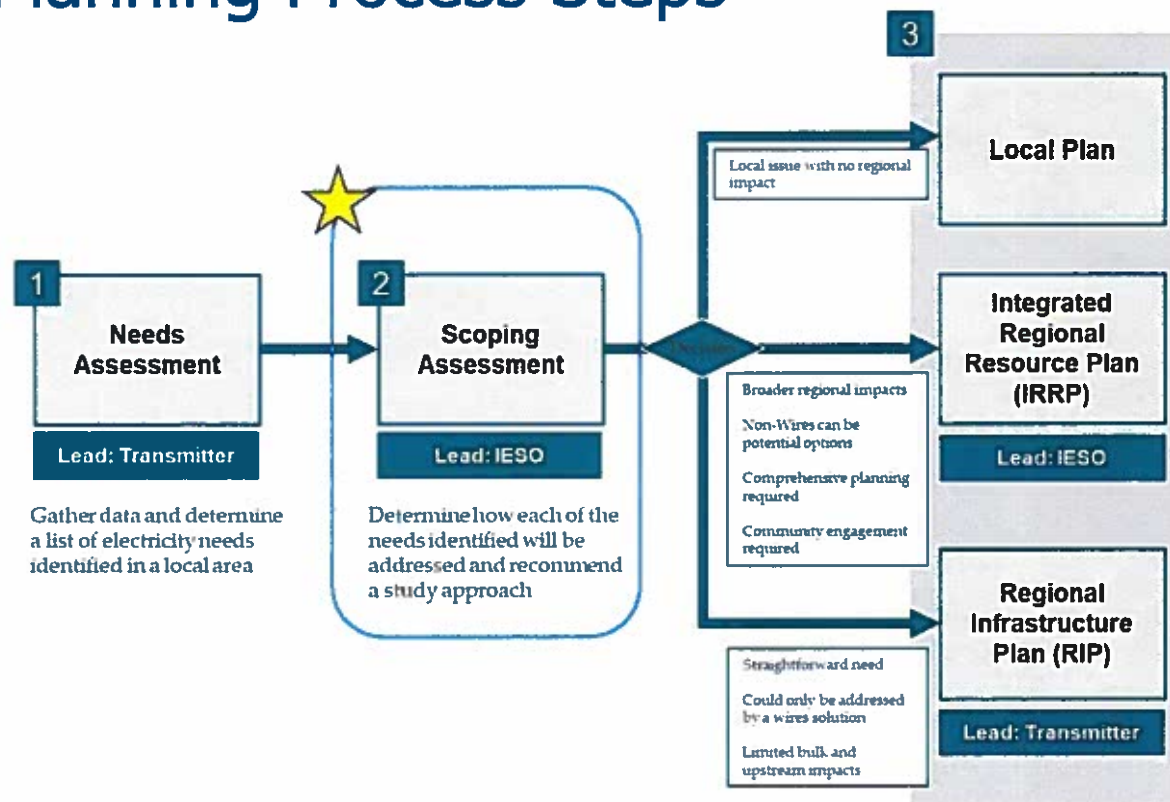 Planning Process Steps
1
Needs
Assessment
Lead: Transmitter
Gather data and determine
a list of electricity needs
identified in a local area
2
Scoping
Assessment
Lead: IESO
Determine how each of the
needs identified will be
addressed and recommend
a study approach
Decision
3
Local issue with no regional
impact
Local Plan
Broader regional impacts
Non-Wires can be
potential options
Comprehensive planning
required
Community engagement
required
Integrated
Regional
Resource Plan
(IRRP)
Lead: IESO
Straightforward need
Could only be addressed
by a wires solution
Limited bulk and
upstream impacts
Regional
Infrastructure
Plan (RIP)
Lead: Transmitter